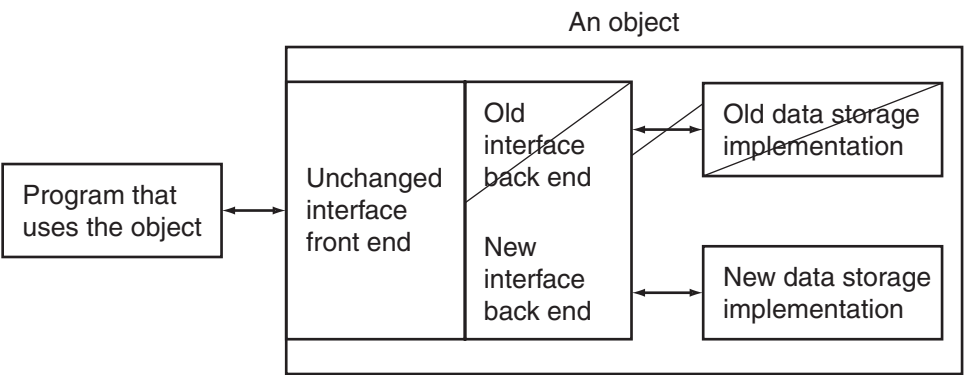 An object
Program that
uses the object
Unchanged
interface
front end
Old
interface
back end
New
interface
back end
Old data storage
implementation
New data storage
implementation